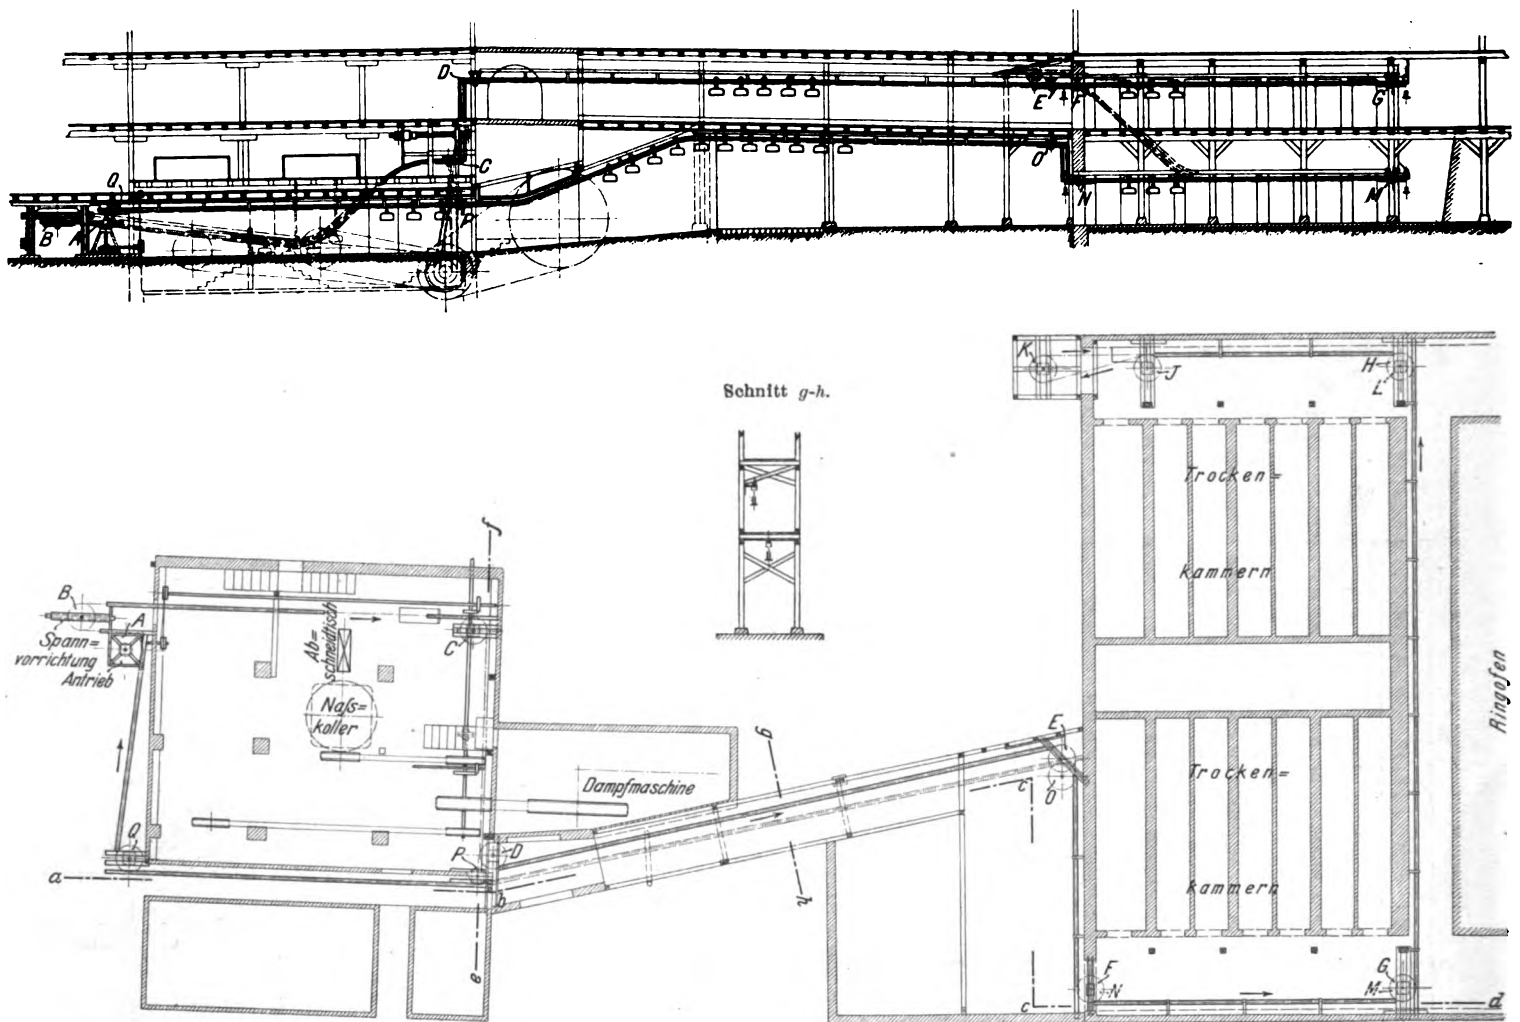 D
E
F
G
C
O
Q
P
N
M
B
A
K
J
H
L
Schnitt g-h.
Trocken=
kammern
f
B
A
Spann=
vorrichtung
Antrieb
Ab=
schneidtisch
C
Naß=
koller
E
g
O
c
Dampfmaschine
Ringofen
Trocken=
kammern
Q
D
P
a
b
h
e
F
N
G
M
c
d